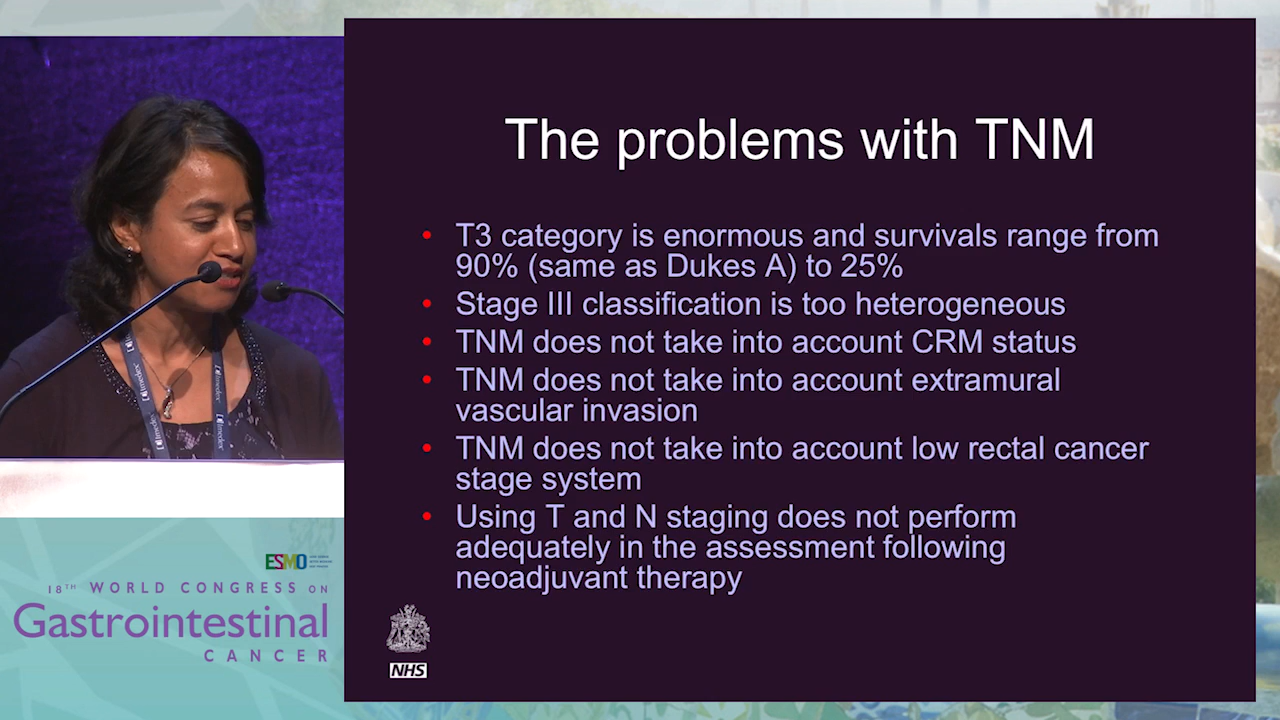 The problems with TNM
• T3 category is enormous and survivals range from
90% (same as Dukes A) to 25%
• Stage III classification is too heterogeneous
• TNM does not take into account CRM status
• TNM does not take into account extramural
vascular invasion
• TNM does not take into account low rectal cancer
stage system
• Using T and N staging does not perform
adequately in the assessment following
neoadjuvant therapy
NHS
imedex
imedex
ESMO
18TH WORLD CONGRESS ON
Gastrointestinal
CANCER